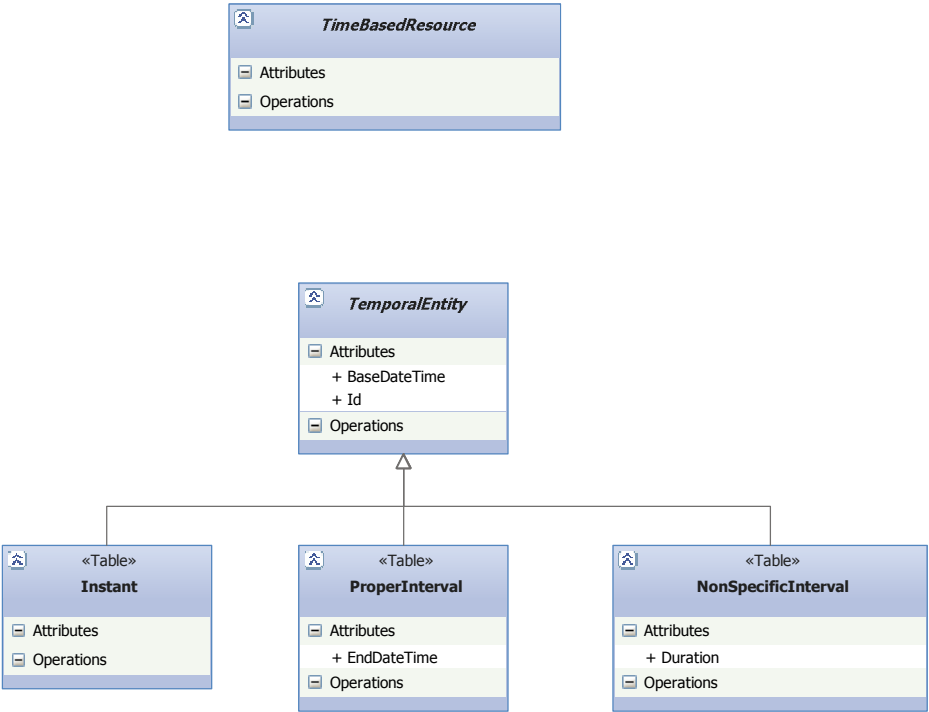 TimeBasedResource
Attributes
Operations
TemporalEntity
Attributes
+ BaseDateTime
+ Id
Operations
«Table»
Instant
Attributes
Operations
«Table»
ProperInterval
Attributes
+ EndDateTime
Operations
«Table»
NonSpecificInterval
Attributes
+ Duration
Operations